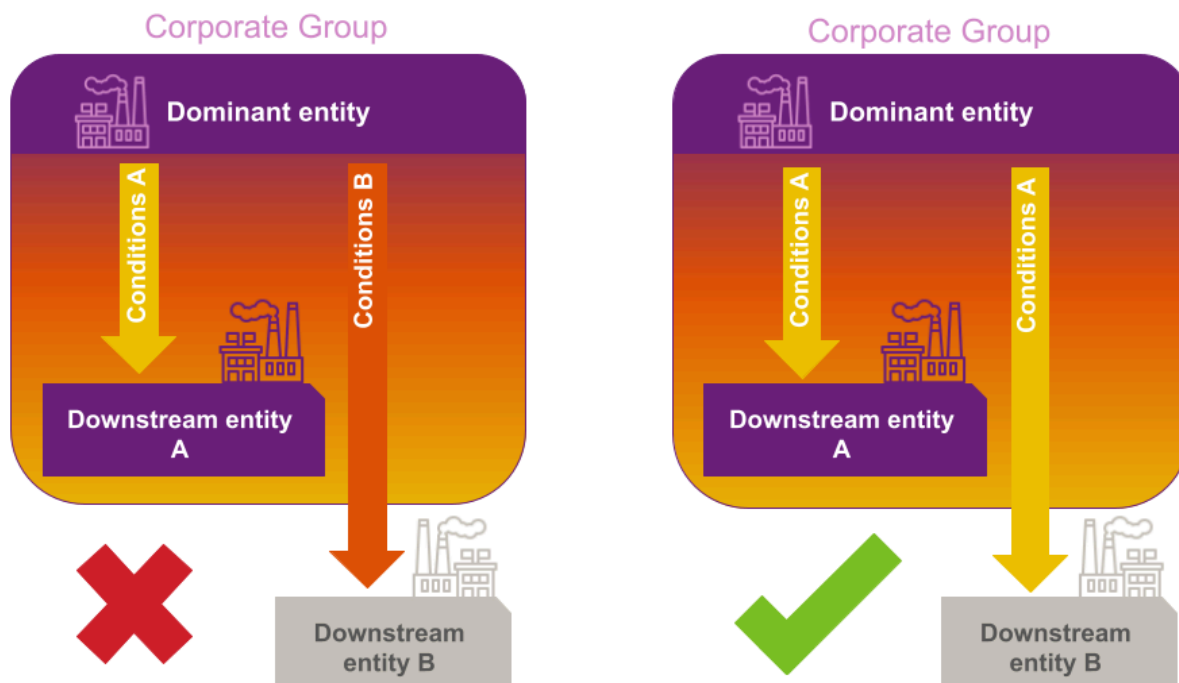 Corporate Group
Dominant entity
Conditions A
Conditions B
Downstream entity
A
Downstream
entity B
Corporate Group
Dominant entity
Conditions A
Conditions A
Downstream entity
A
Downstream
entity B